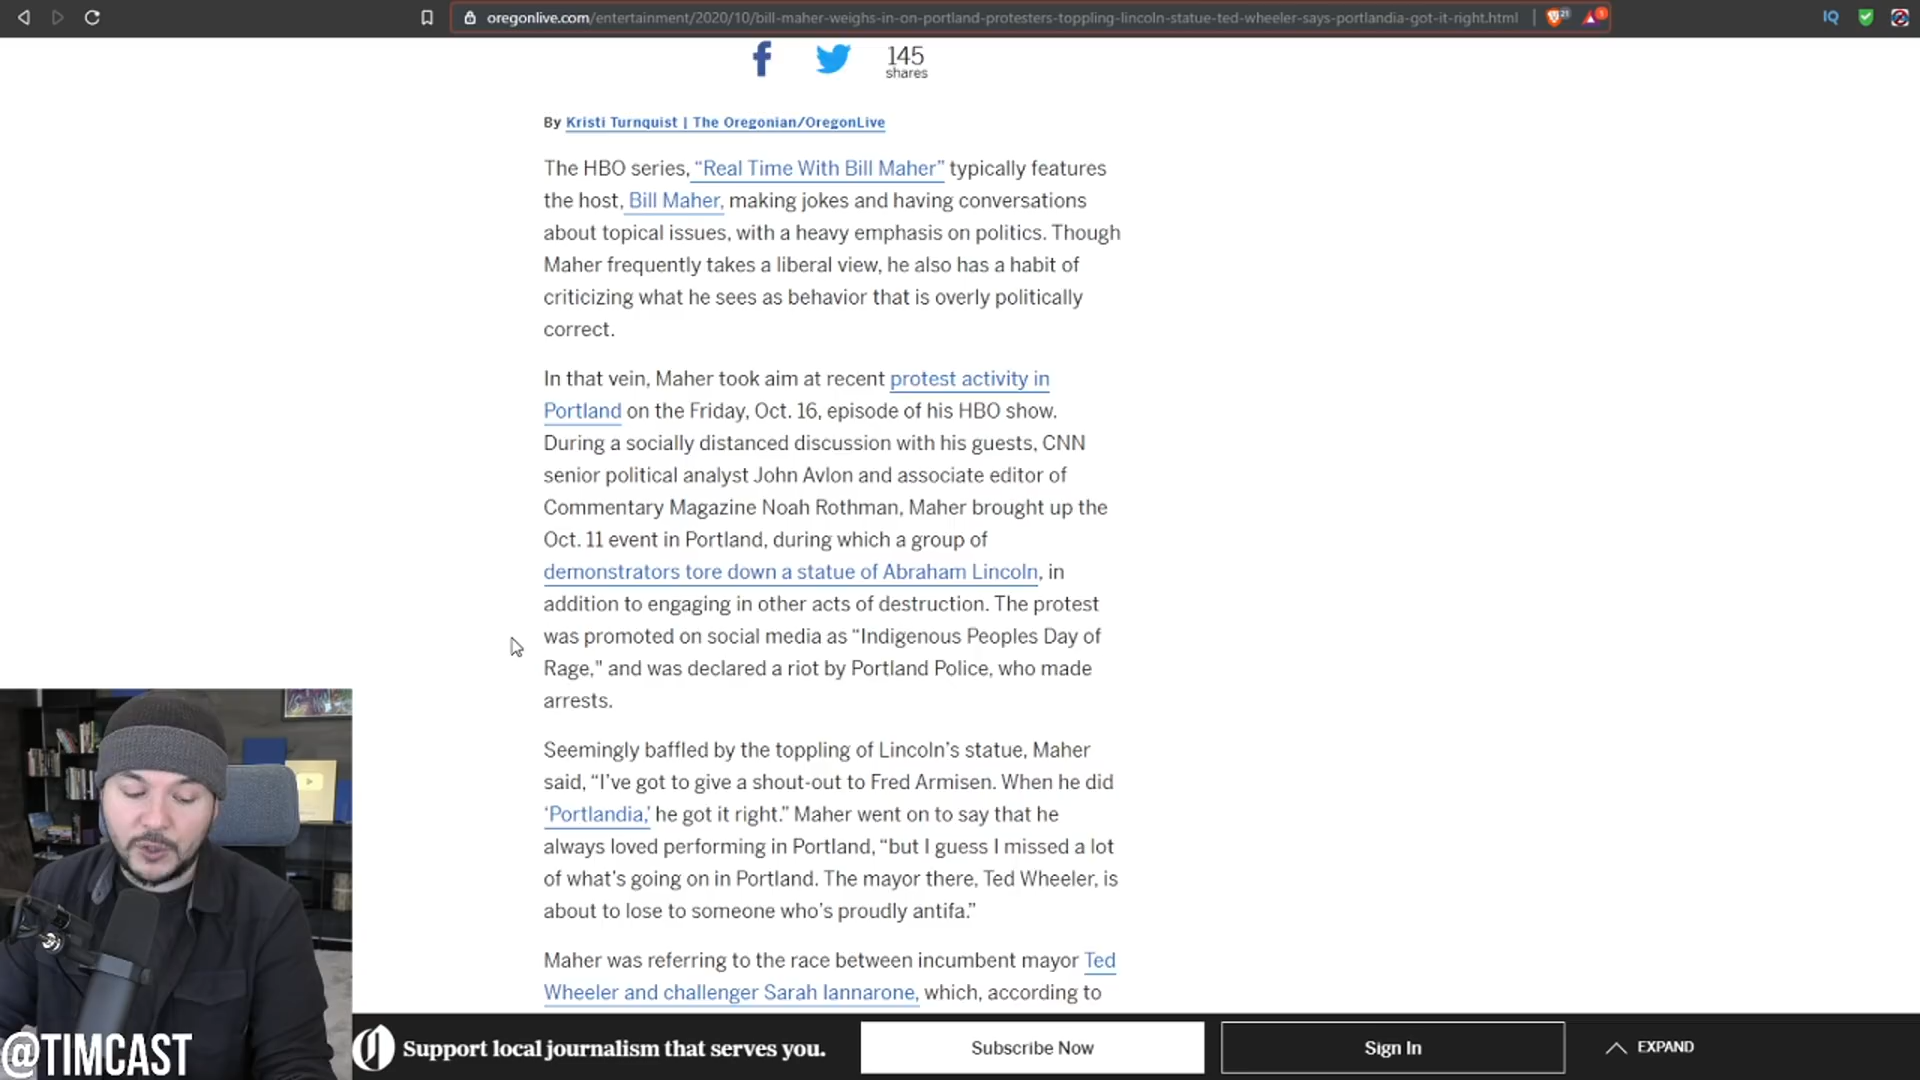 oregonlive.com/entertainment/2020/10/bill-maher-weighs-in-on-portland-protesters-toppling-lincoln-statue-ted-wheeler-says-portlandia-got-it-right.html
IQ
145
shares
By Kristi Turnquist | The Oregonian/OregonLive
The HBO series, “Real Time With Bill Maher” typically features
the host, Bill Maher, making jokes and having conversations
about topical issues, with a heavy emphasis on politics. Though
Maher frequently takes a liberal view, he also has a habit of
criticizing what he sees as behavior that is overly politically
correct.
In that vein, Maher took aim at recent protest activity in
Portland on the Friday, Oct. 16, episode of his HBO show.
During a socially distanced discussion with his guests, CNN
senior political analyst John Avlon and associate editor of
Commentary Magazine Noah Rothman, Maher brought up the
Oct. 11 event in Portland, during which a group of
demonstrators tore down a statue of Abraham Lincoln, in
addition to engaging in other acts of destruction. The protest
was promoted on social media as “Indigenous Peoples Day of
Rage," and was declared a riot by Portland Police, who made
arrests.
Seemingly baffled by the toppling of Lincoln’s statue, Maher
said, “I’ve got to give a shout-out to Fred Armisen. When he did
‘Portlandia,’ he got it right.” Maher went on to say that he
always loved performing in Portland, “but I guess I missed a lot
of what’s going on in Portland. The mayor there, Ted Wheeler, is
about to lose to someone who’s proudly antifa.”
Maher was referring to the race between incumbent mayor Ted
Wheeler and challenger Sarah Iannarone, which, according to
@TIMCAST
Support local journalism that serves you.
Subscribe Now
Sign In
EXPAND